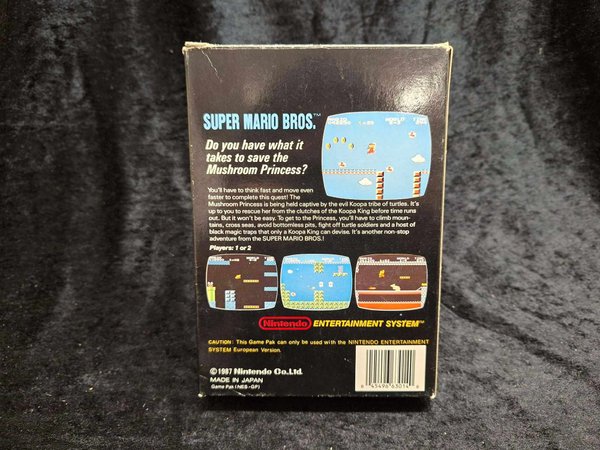 SUPER MARIO BROS.™
Do you have what it
takes to save the
Mushroom Princess?
You'll have to think fast and move even
faster to complete this quest! The
Mushroom Princess is being held captive by the evil Koopa tribe of turtles. It's
up to you to rescue her from the clutches of the Koopa King before time runs
out. But it won't be easy. To get to the Princess, you'll have to climb moun-
tains, cross seas, avoid bottomless pits, fight off turtle soldiers and a host of
black magic traps that only a Koopa King can devise. It's another non-stop
adventure from the SUPER MARIO BROS.!
Players: 1 or 2
Nintendo ENTERTAINMENT SYSTEM™
CAUTION: This Game Pak can only be used with the NINTENDO ENTERTAINMENT
SYSTEM European Version.
©1987 Nintendo Co.,Ltd.
MADE IN JAPAN
Game Pak (NES-GP)